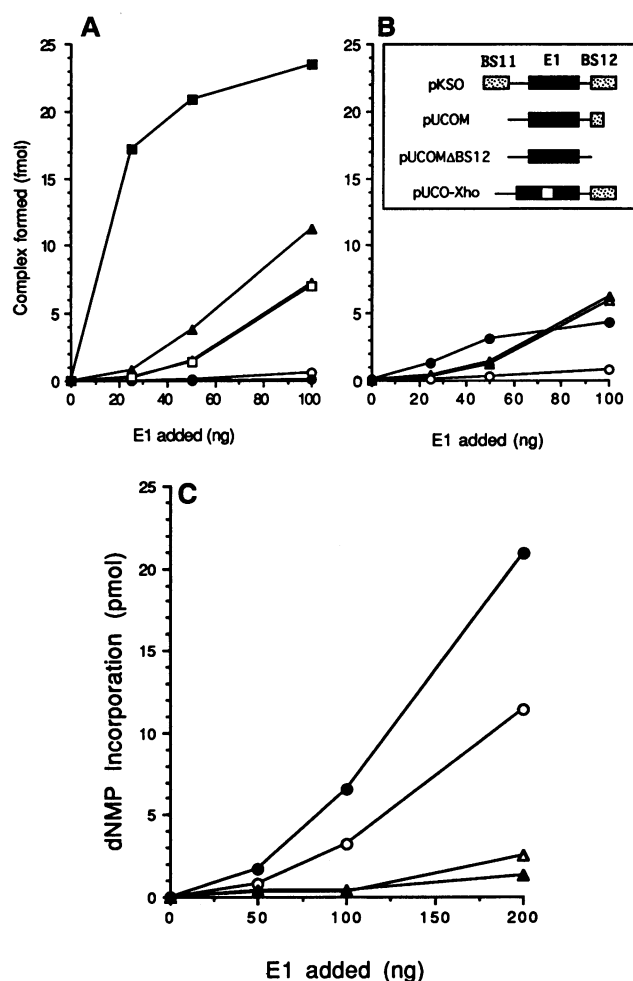 A
25
20
15
10
5
0
Complex formed (fmol)
0 20 40 60 80 100
E1 added (ng)
B
25
20
15
10
5
0
0 20 40 60 80 100
E1 added (ng)
BS11 E1 BS12
pKSO
pUCOM
pUCOMΔBS12
pUCO-Xho
C
25
20
15
10
5
0
dNMP Incorporation (pmol)
0 50 100 150 200
E1 added (ng)